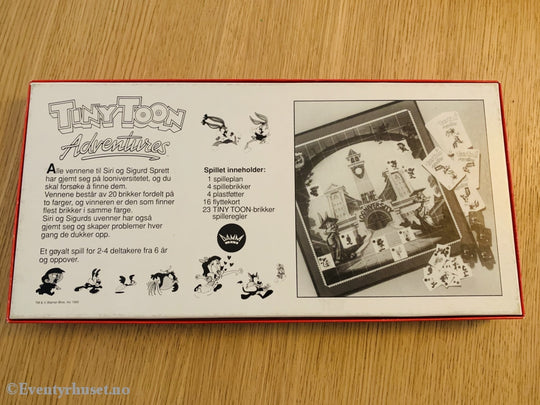 TINY TOON
Adventures
Alle vennene til Siri og Sigurd Sprett
har gjemt seg på looniversitetet, og du
skal forsøke å finne dem.
Vennene består av 20 brikker fordelt på
to farger, og vinneren er den som finner
flest brikker i samme farge.
Siri og Sigurds uvenner har også
gjemt seg og skaper problemer hver
gang de dukker opp.
Et gøyalt spill for 2-4 deltakere fra 6 år
og oppover.
Spillet inneholder:
1 spilleplan
4 spillebrikker
4 plastføtter
16 flyttekort
23 TINY TOON-brikker
spilleregler
DAMM
© Eventyrhuset.no